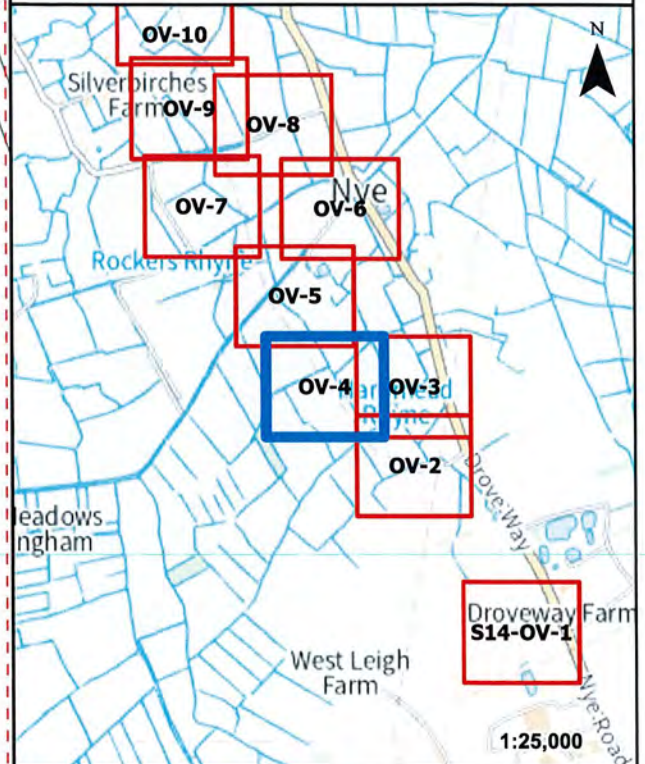 OV-10
N
Silverbirches
Farm
OV-9
OV-8
Nye
OV-7
OV-6
Rockers Rhyne
OV-5
OV-4
OV-3
Rhyne
OV-2
Drove Way
eadows
ngham
Droveway Farm
S14-OV-1
West Leigh
Farm
Nye Road
1:25,000